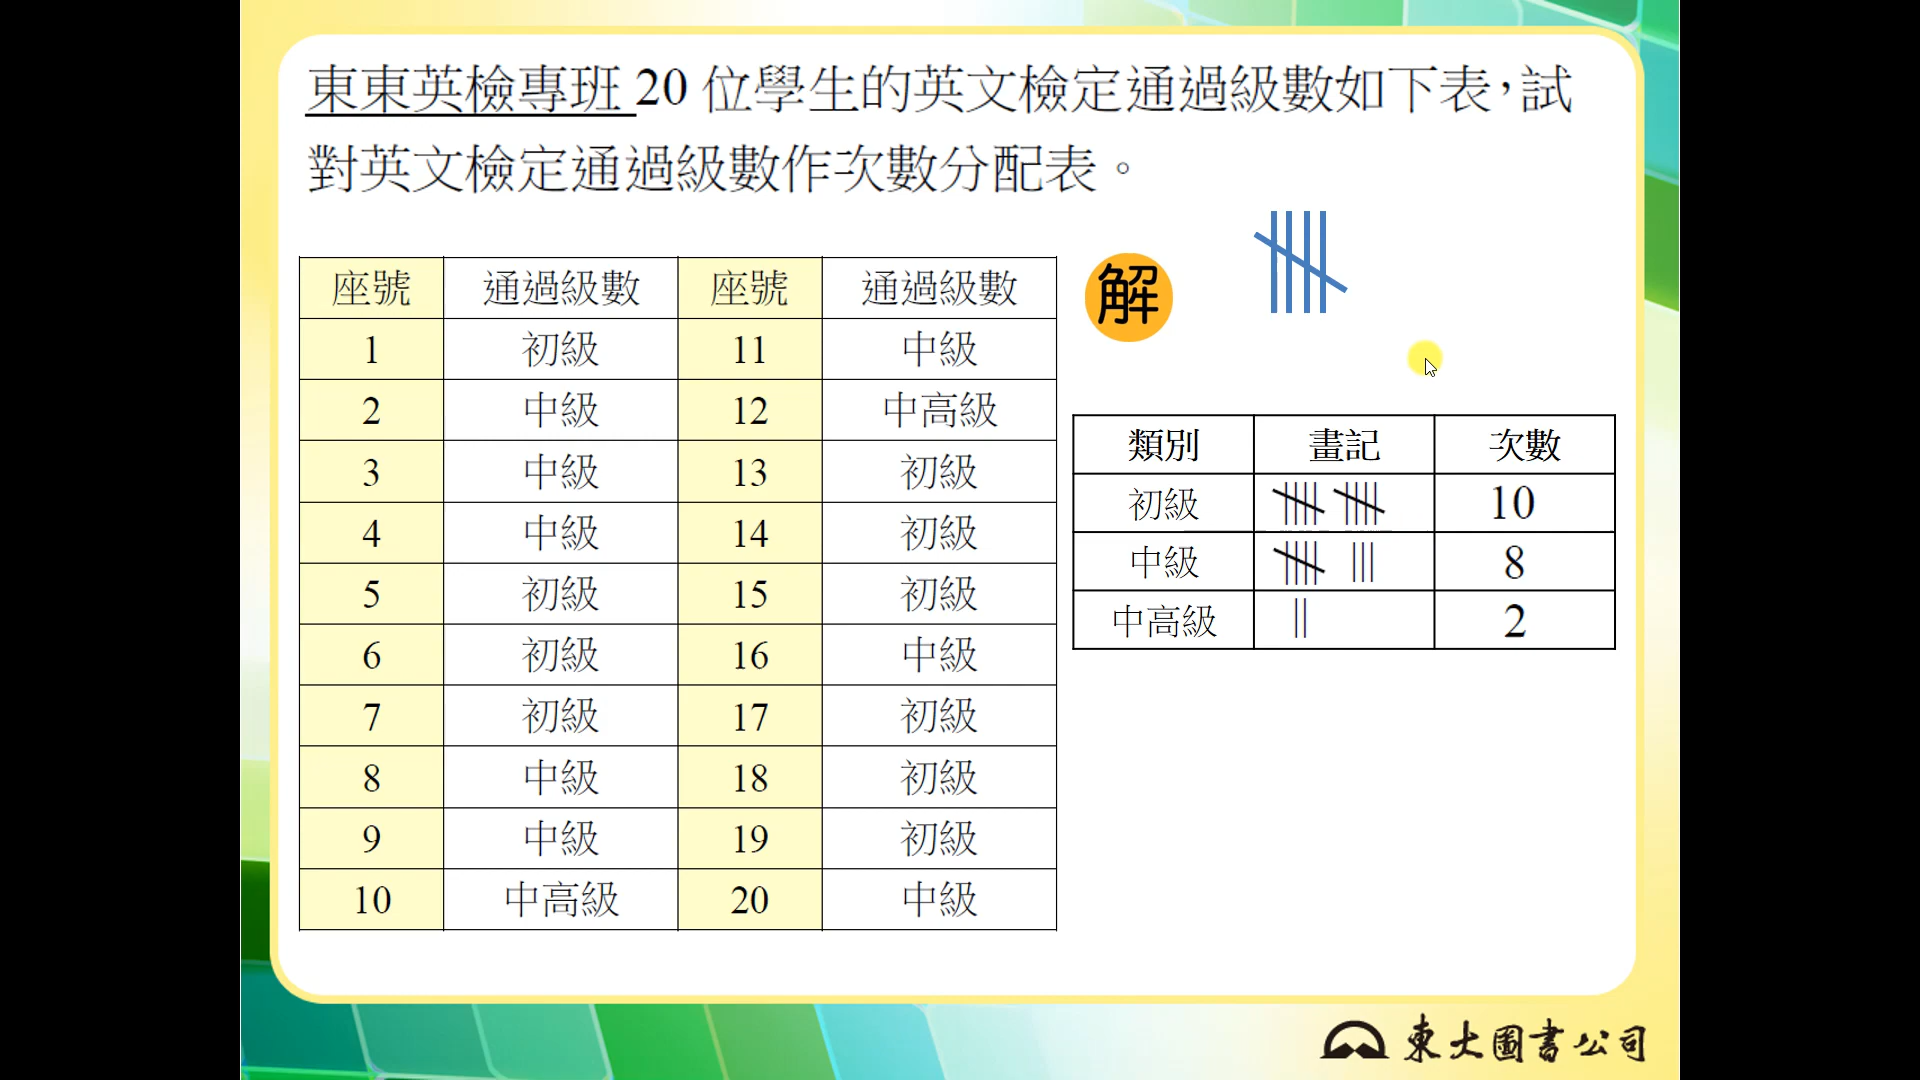 東東英檢專班 20 位學生的英文檢定通過級數如下表，試
對英文檢定通過級數作次數分配表。
座號 通過級數 座號 通過級數
1 初級 11 中級
2 中級 12 中高級
3 中級 13 初級
4 中級 14 初級
5 初級 15 初級
6 初級 16 中級
7 初級 17 初級
8 中級 18 初級
9 中級 19 初級
10 中高級 20 中級
解
類別 畫記 次數
初級 10
中級 8
中高級 2
東大圖書公司